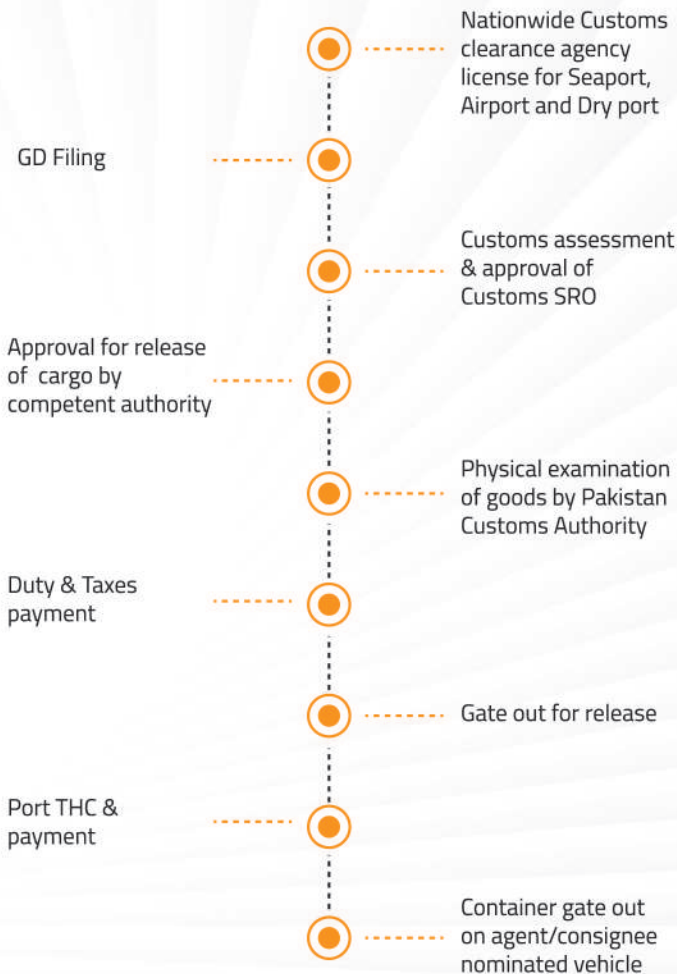 Nationwide Customs
clearance agency
license for Seaport,
Airport and Dry port
GD Filing
Customs assessment
& approval of
Customs SRO
Approval for release
of cargo by
competent authority
Physical examination
of goods by Pakistan
Customs Authority
Duty & Taxes
payment
Gate out for release
Port THC &
payment
Container gate out
on agent/consignee
nominated vehicle